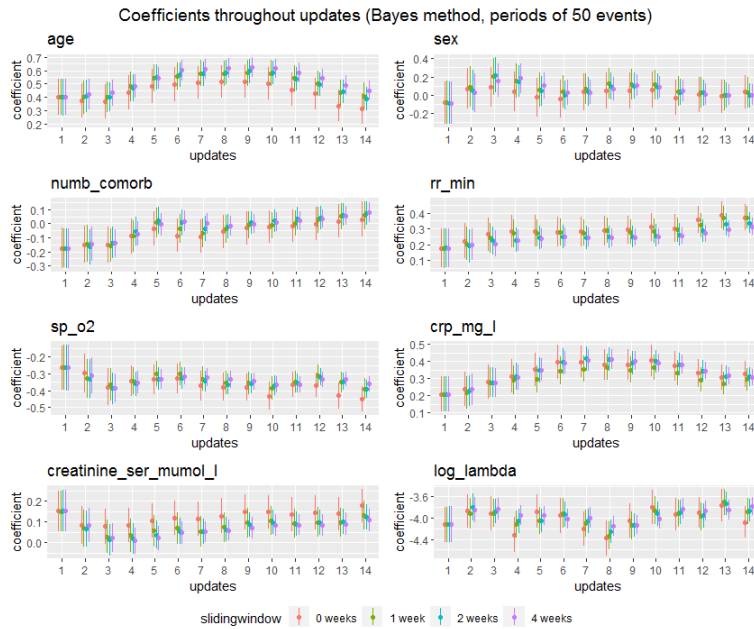 Coefficients throughout updates (Bayes method, periods of 50 events)
age
coefficient
0.7
0.6
0.5
0.4
0.3
0.2
1 2 3 4 5 6 7 8 9 10 11 12 13 14
updates
sex
coefficient
0.4
0.2
0.0
-0.2
1 2 3 4 5 6 7 8 9 10 11 12 13 14
updates
numb_comorb
coefficient
0.1
0.0
-0.1
-0.2
-0.3
1 2 3 4 5 6 7 8 9 10 11 12 13 14
updates
rr_min
coefficient
0.4
0.3
0.2
0.1
1 2 3 4 5 6 7 8 9 10 11 12 13 14
updates
sp_o2
coefficient
-0.2
-0.3
-0.4
-0.5
1 2 3 4 5 6 7 8 9 10 11 12 13 14
updates
crp_mg_l
coefficient
0.5
0.4
0.3
0.2
0.1
1 2 3 4 5 6 7 8 9 10 11 12 13 14
updates
creatinine_ser_mumol_l
coefficient
0.2
0.1
0.0
1 2 3 4 5 6 7 8 9 10 11 12 13 14
updates
log_lambda
coefficient
-3.6
-4.0
-4.4
1 2 3 4 5 6 7 8 9 10 11 12 13 14
updates
slidingwindow 0 weeks 1 week 2 weeks 4 weeks